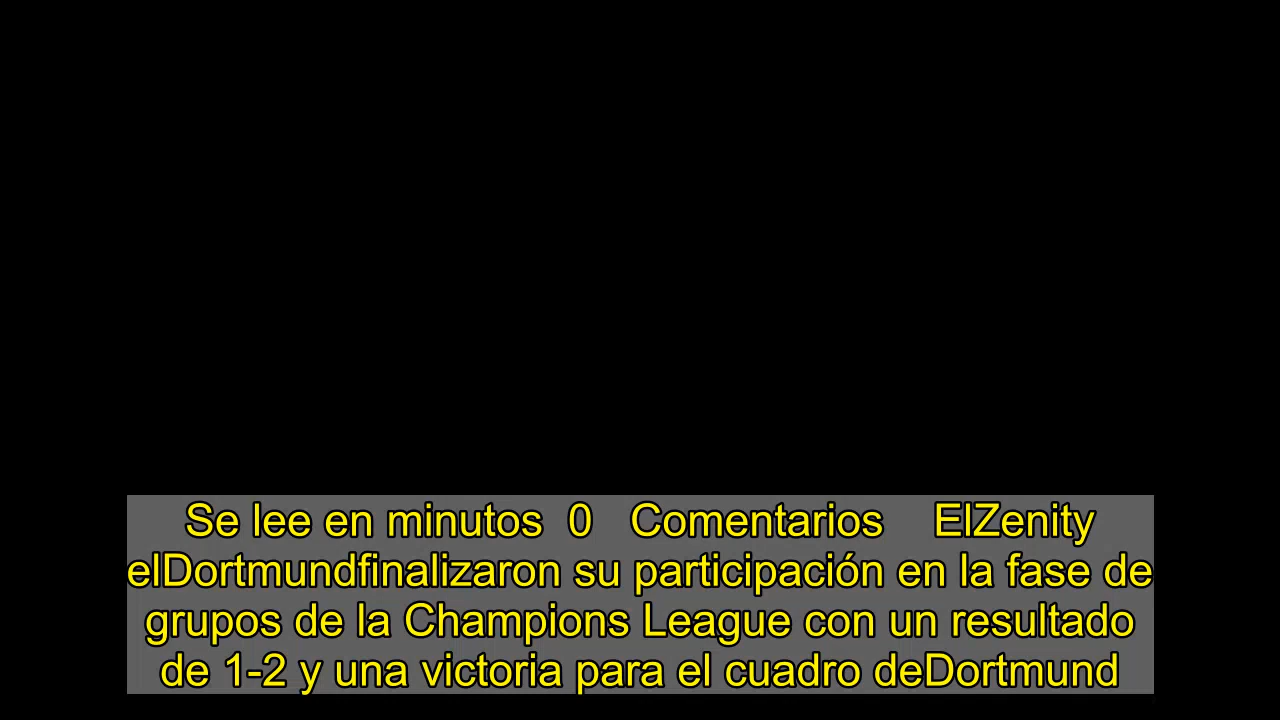 Se lee en minutos  0   Comentarios    ElZenity
elDortmundfinalizaron su participación en la fase de
grupos de la Champions League con un resultado
de 1-2 y una victoria para el cuadro deDortmund